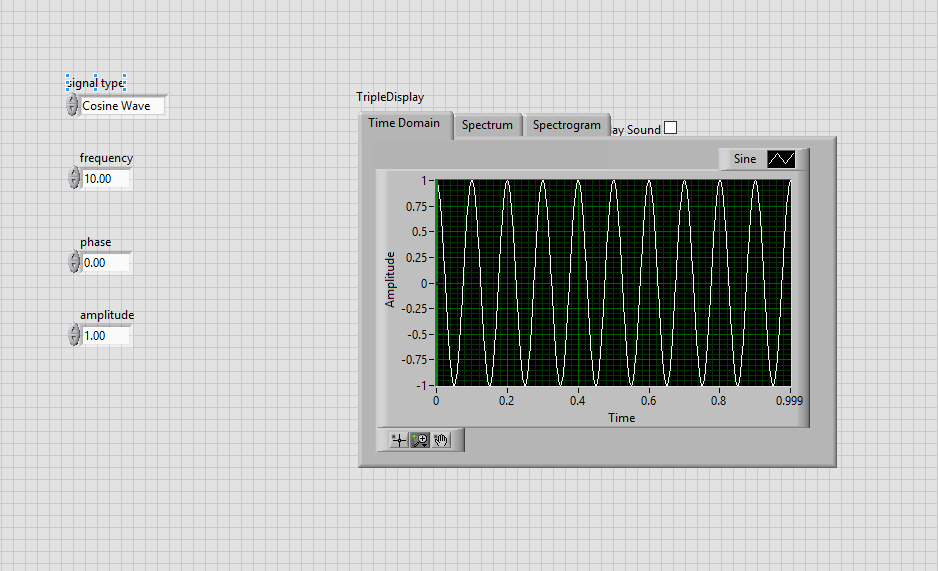 signal type
Cosine Wave
frequency
10.00
phase
0.00
amplitude
1.00
TripleDisplay
Time Domain
Spectrum
Spectrogram
ay Sound
Sine
1
0.75
0.5
0.25
0
-0.25
-0.5
-0.75
-1
Amplitude
0
0.2
0.4
0.6
0.8
0.999
Time